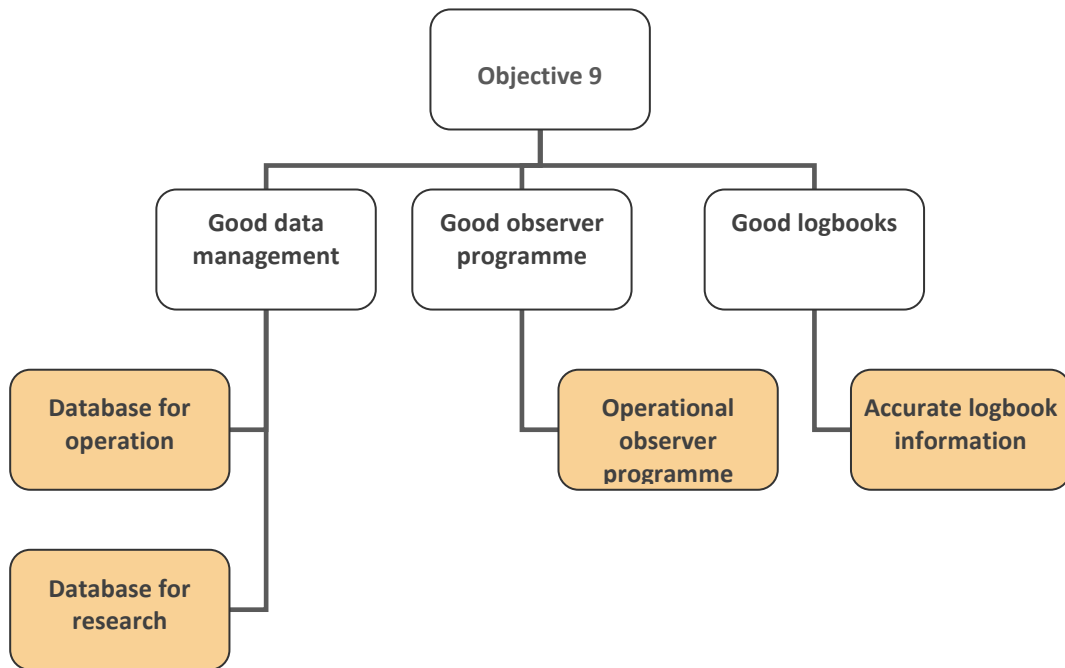 Objective 9
Good data
management
Good observer
programme
Good logbooks
Database for
operation
Operational
observer
programme
Accurate logbook
information
Database for
research